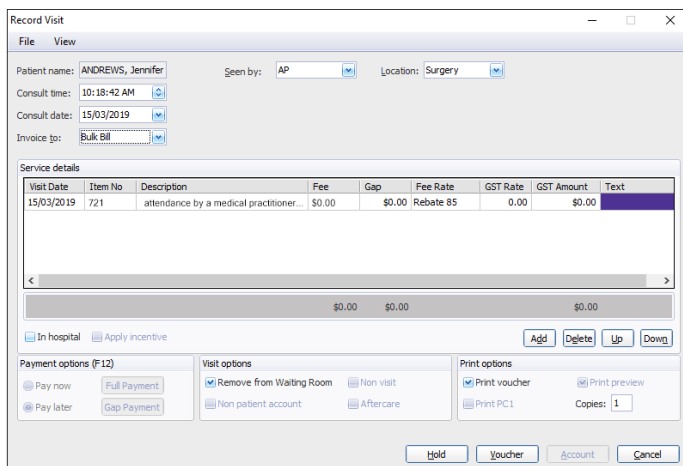 Record Visit
File View
Patient name: ANDREWS, Jennifer Seen by: AP Location: Surgery
Consult time: 10:18:42 AM
Consult date: 15/03/2019
Invoice to: Bulk Bill
Service details
Visit Date Item No Description Fee Gap Fee Rate GST Rate GST Amount Text
15/03/2019 721 attendance by a medical practitioner... $0.00 $0.00 Rebate 85 0.00 $0.00
$0.00 $0.00 $0.00
In hospital Apply incentive Add Delete Up Down
Payment options (F12) Visit options Print options
Pay now Full Payment Remove from Waiting Room Non visit Print voucher Print preview
Pay later Gap Payment Non patient account Aftercare Print PC1 Copies: 1
Hold Voucher Account Cancel